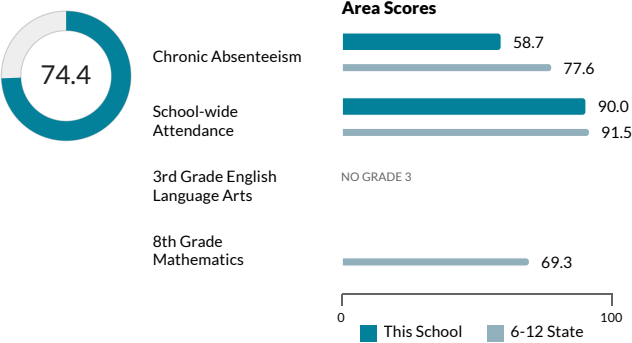 Area Scores
74.4
Chronic Absenteeism
58.7
77.6
School-wide
Attendance
90.0
91.5
3rd Grade English
Language Arts
NO GRADE 3
8th Grade
Mathematics
69.3
0
100
This School
6-12 State